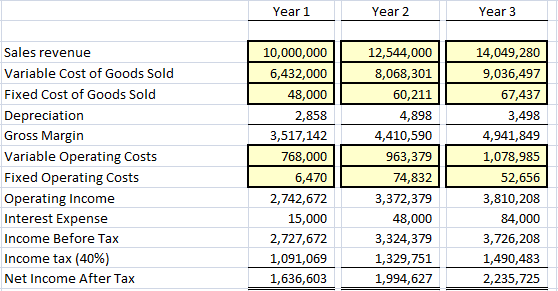 Year 1 Year 2 Year 3
Sales revenue 10,000,000 12,544,000 14,049,280
Variable Cost of Goods Sold 6,432,000 8,068,301 9,036,497
Fixed Cost of Goods Sold 48,000 60,211 67,437
Depreciation 2,858 4,898 3,498
Gross Margin 3,517,142 4,410,590 4,941,849
Variable Operating Costs 768,000 963,379 1,078,985
Fixed Operating Costs 6,470 74,832 52,656
Operating Income 2,742,672 3,372,379 3,810,208
Interest Expense 15,000 48,000 84,000
Income Before Tax 2,727,672 3,324,379 3,726,208
Income tax (40%) 1,091,069 1,329,751 1,490,483
Net Income After Tax 1,636,603 1,994,627 2,235,725